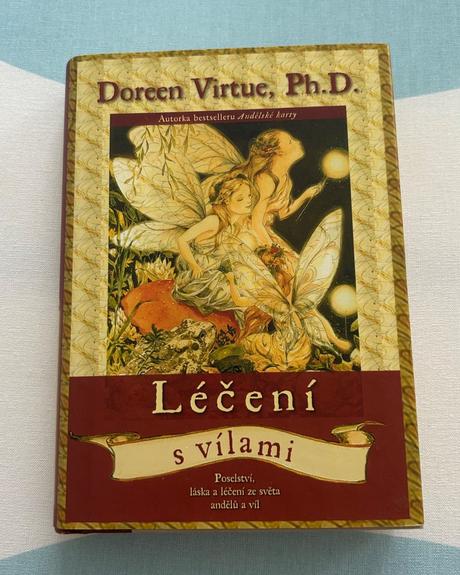 Doreen Virtue, Ph.D.
Autorka bestselleru Andělské karty
Léčení
s vílami
Poselství,
láska a léčení ze světa
andělů a víl